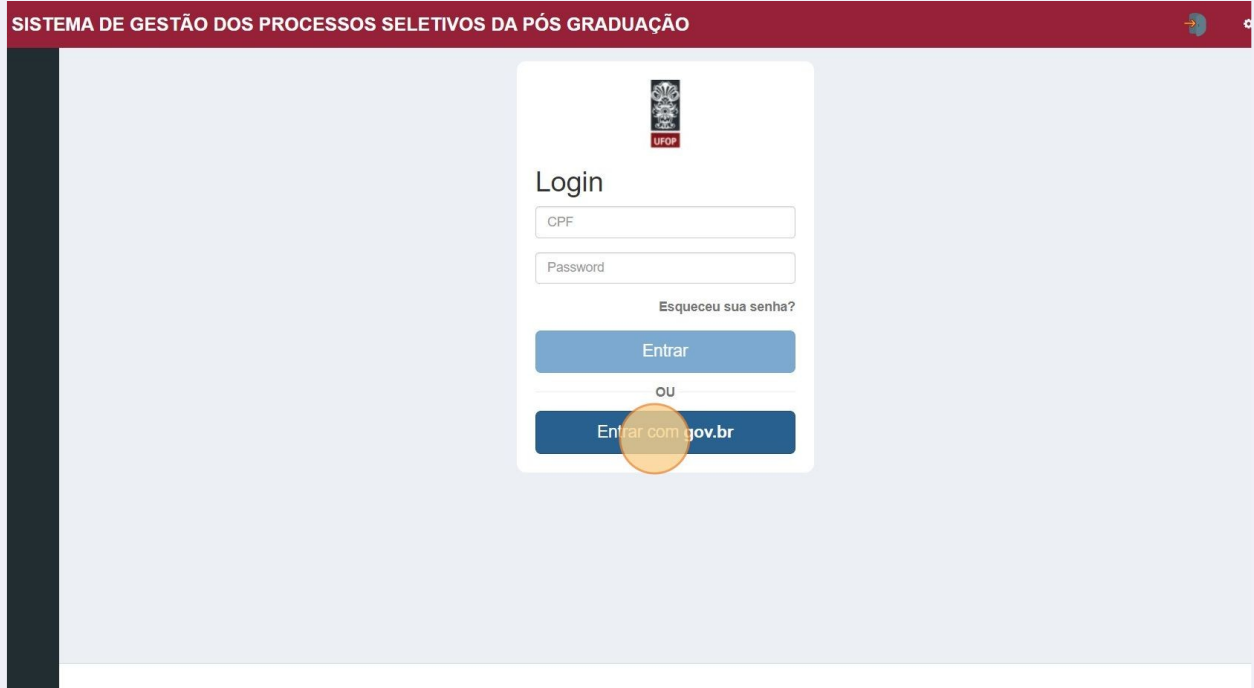 SISTEMA DE GESTÃO DOS PROCESSOS SELETIVOS DA PÓS GRADUAÇÃO
UFOP
Login
CPF
Password
Esqueceu sua senha?
Entrar
OU
Entrar com gov.br